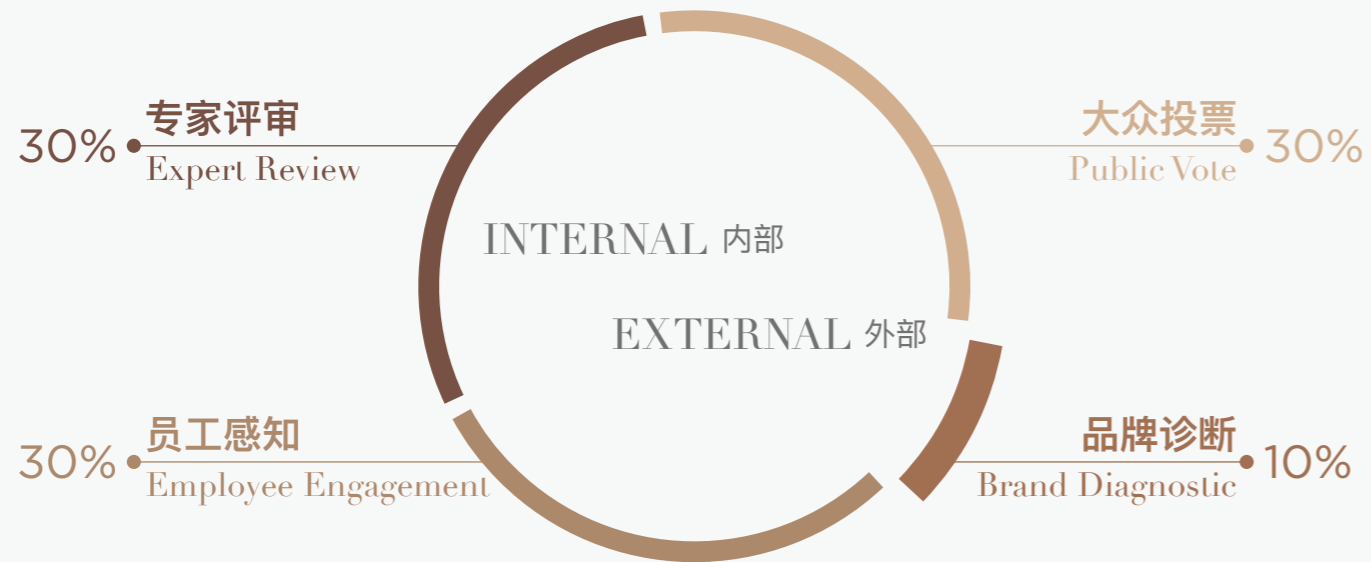 专家评审
30%
Expert Review
大众投票
30%
Public Vote
INTERNAL 内部
EXTERNAL 外部
员工感知
30%
Employee Engagement
品牌诊断
10%
Brand Diagnostic